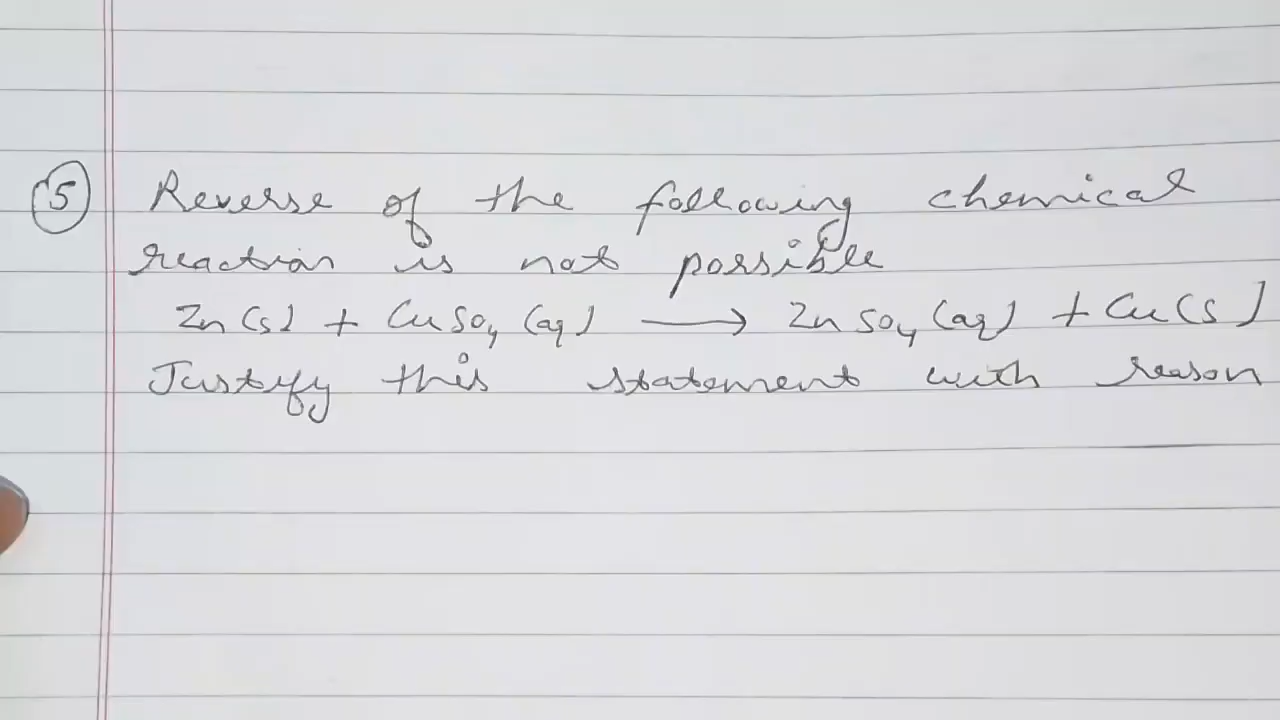 5 Reverse of the following chemical
reaction is not possible
Zn(s) + CuSO₄ (aq) ⟶ ZnSO₄ (aq) + Cu(s)
Justify this statement with reason